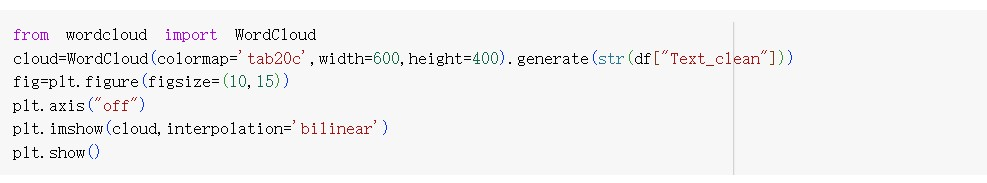 from wordcloud import WordCloud
cloud=WordCloud(colormap='tab20c',width=600,height=400).generate(str(df["Text_clean"]))
fig=plt.figure(figsize=(10,15))
plt.axis("off")
plt.imshow(cloud,interpolation='bilinear')
plt.show()